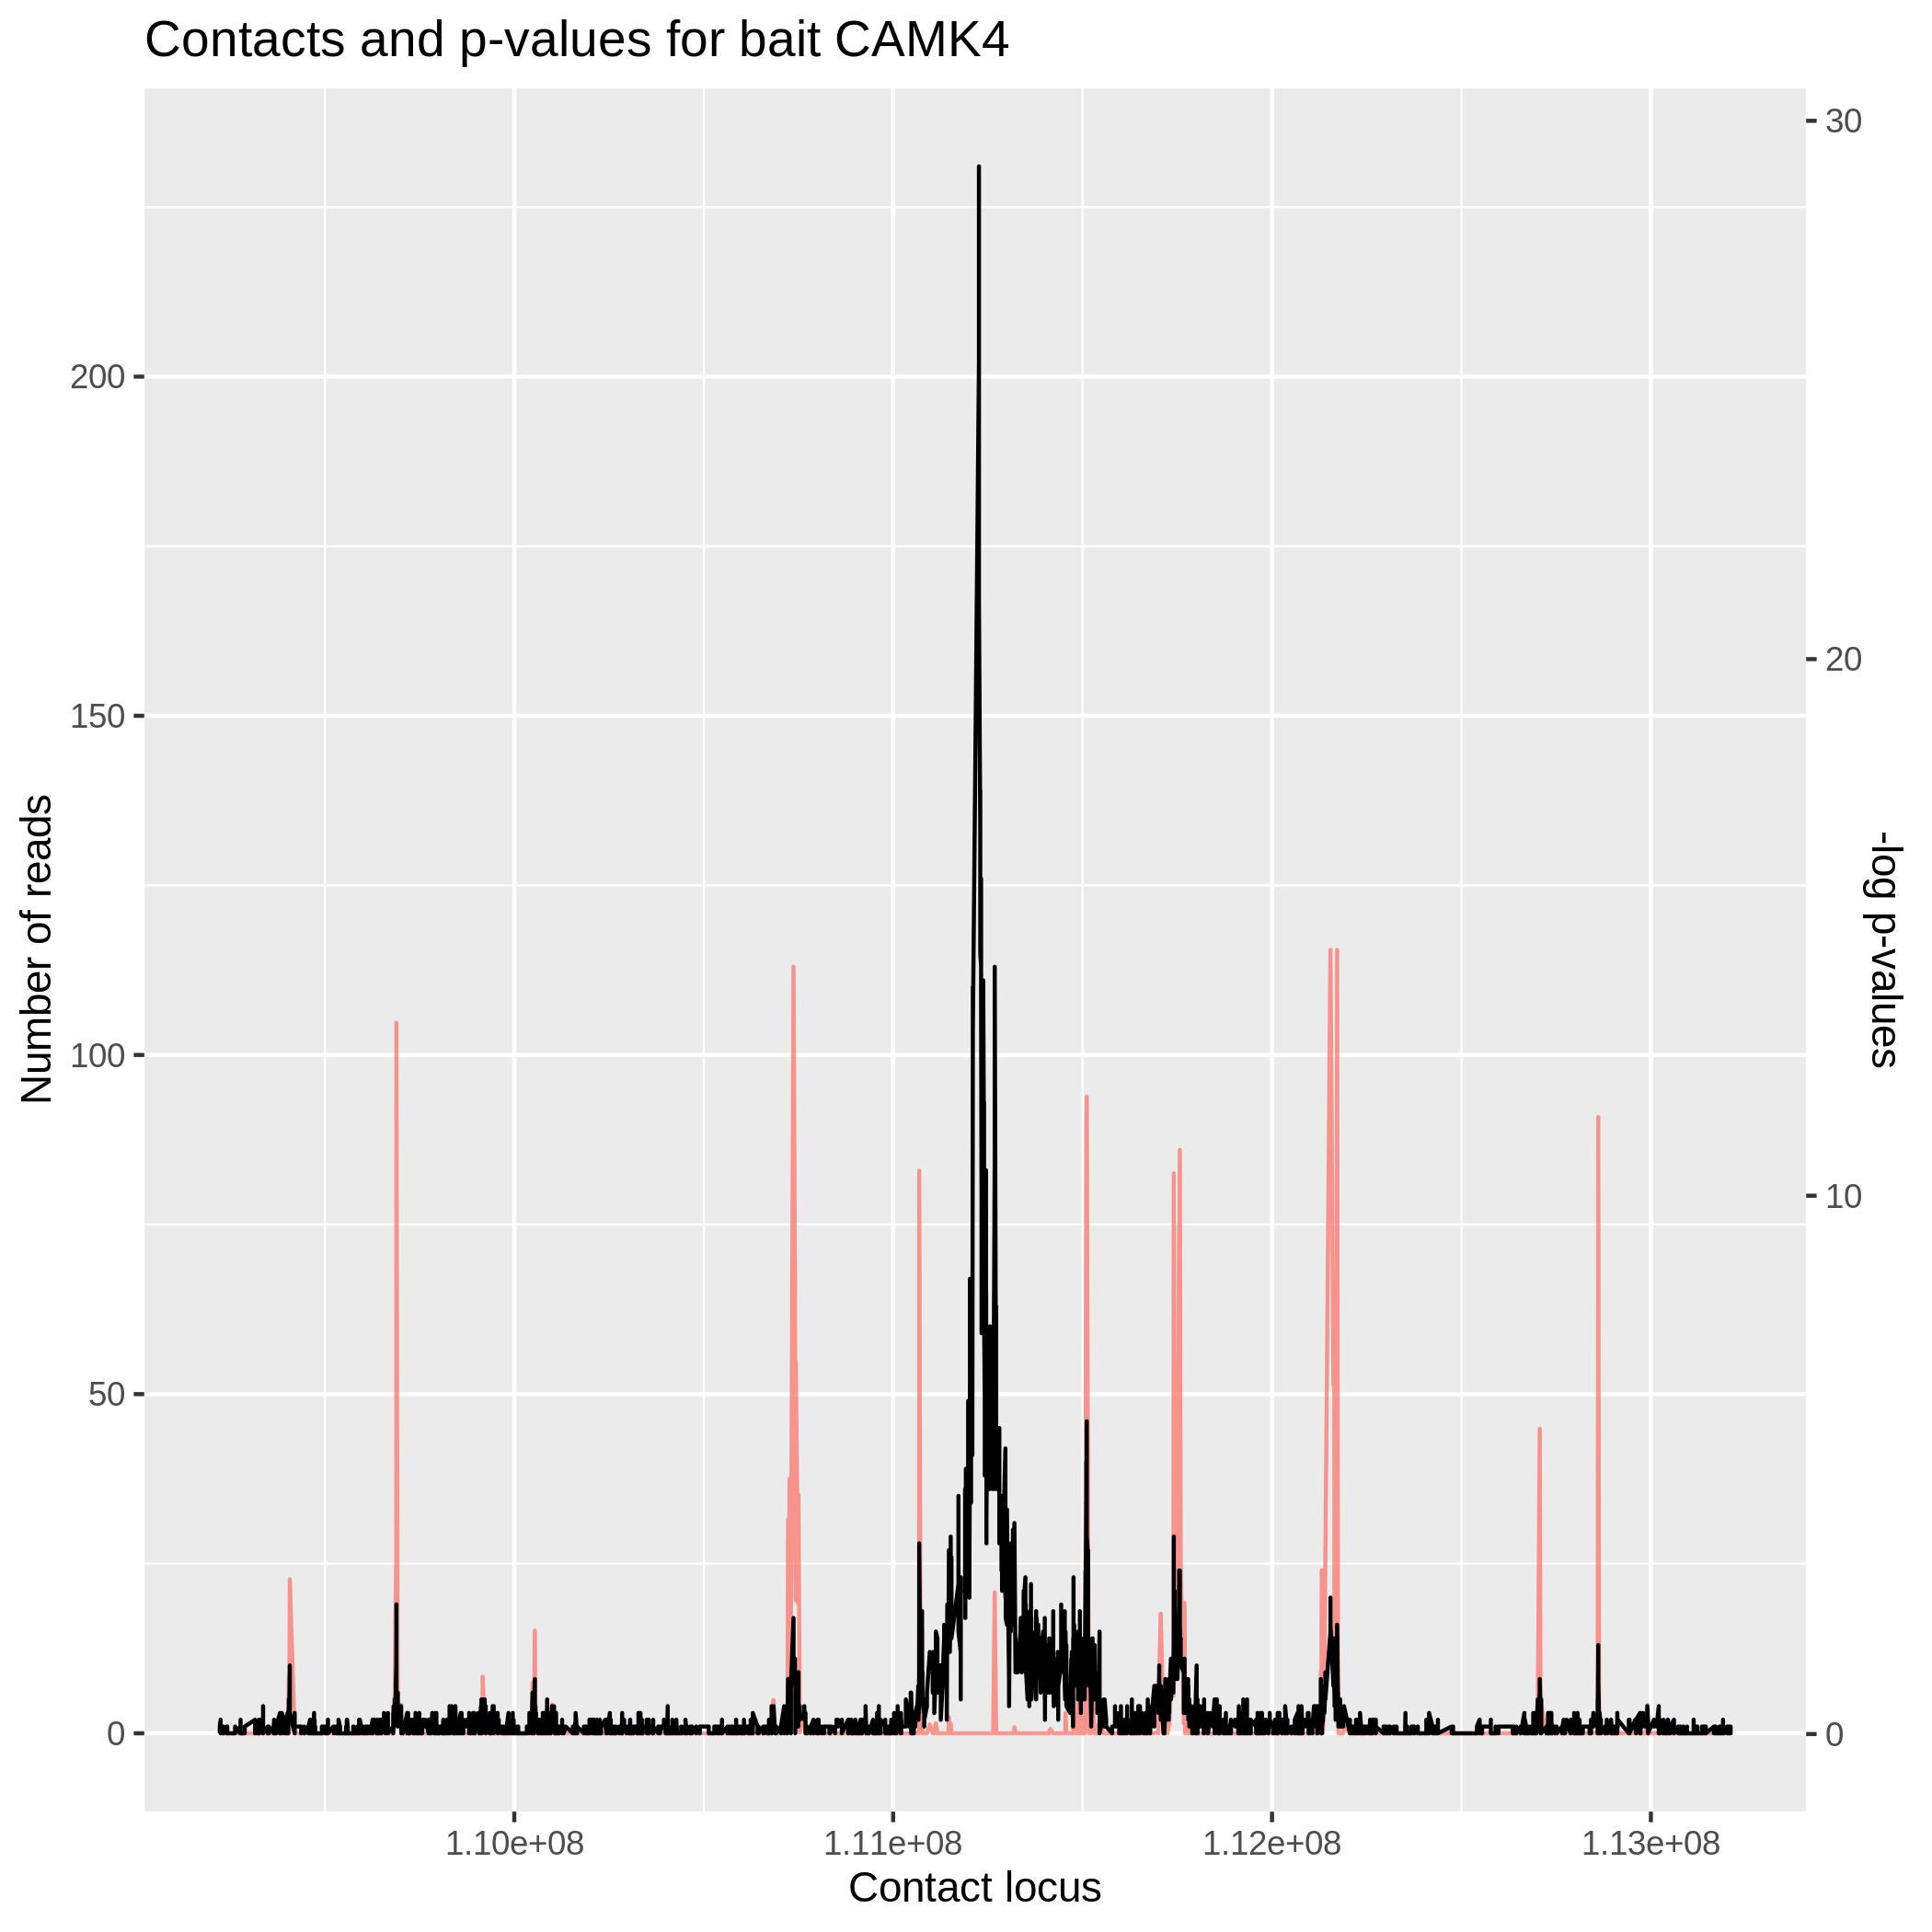 Contacts and p-values for bait CAMK4
Number of reads
200
150
100
50
0
30
20
10
0
-log p-values
1.10e+08
1.11e+08
1.12e+08
1.13e+08
Contact locus